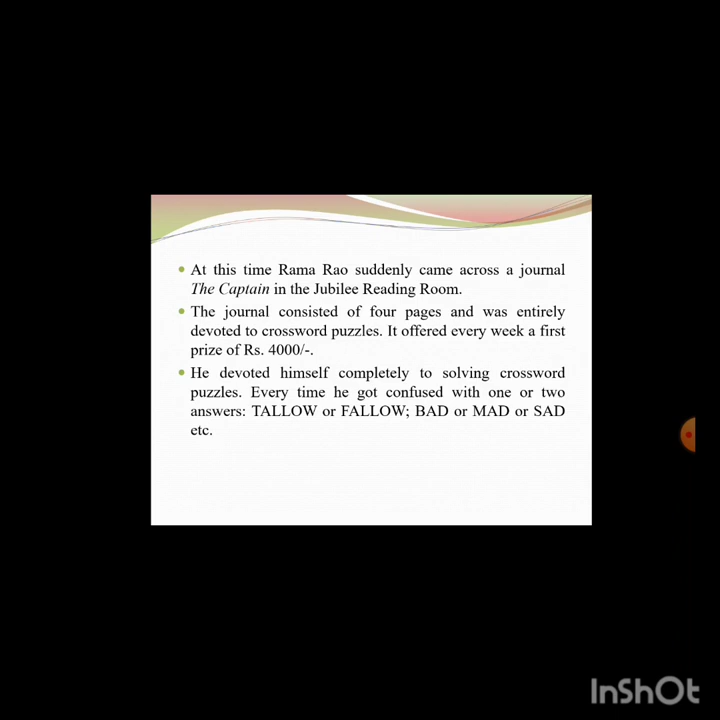 At this time Rama Rao suddenly came across a journal
The Captain in the Jubilee Reading Room.
The journal consisted of four pages and was entirely
devoted to crossword puzzles. It offered every week a first
prize of Rs. 4000/-.
He devoted himself completely to solving crossword
puzzles. Every time he got confused with one or two
answers: TALLOW or FALLOW; BAD or MAD or SAD
etc.
InShOt